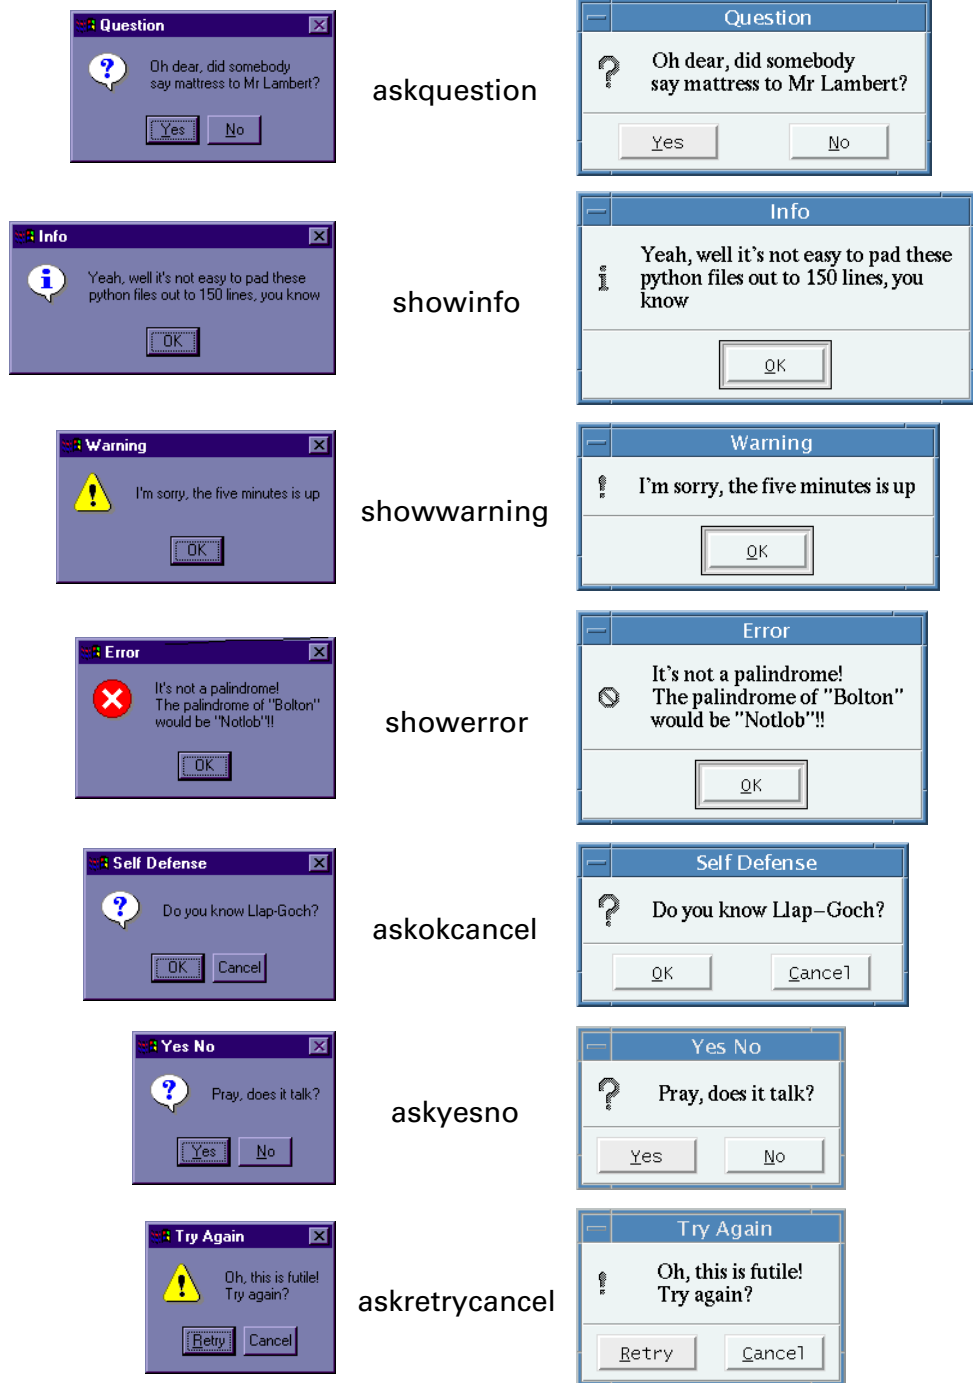 Question
Oh dear, did somebody
say mattress to Mr Lambert?
Yes No
askquestion
Question
Oh dear, did somebody
say mattress to Mr Lambert?
Yes No
Info
Yeah, well it's not easy to pad these
python files out to 150 lines, you know
OK
showinfo
Info
Yeah, well it's not easy to pad these
python files out to 150 lines, you
know
OK
Warning
I'm sorry, the five minutes is up
OK
showwarning
Warning
I'm sorry, the five minutes is up
OK
Error
It's not a palindrome!
The palindrome of "Bolton"
would be "Notlob"!!
OK
showerror
Error
It's not a palindrome!
The palindrome of "Bolton"
would be "Notlob"!!
OK
Self Defense
Do you know Llap-Goch?
OK Cancel
askokcancel
Self Defense
Do you know Llap–Goch?
OK Cancel
Yes No
Pray, does it talk?
Yes No
askyesno
Yes No
Pray, does it talk?
Yes No
Try Again
Oh, this is futile!
Try again?
Retry Cancel
askretrycancel
Try Again
Oh, this is futile!
Try again?
Retry Cancel